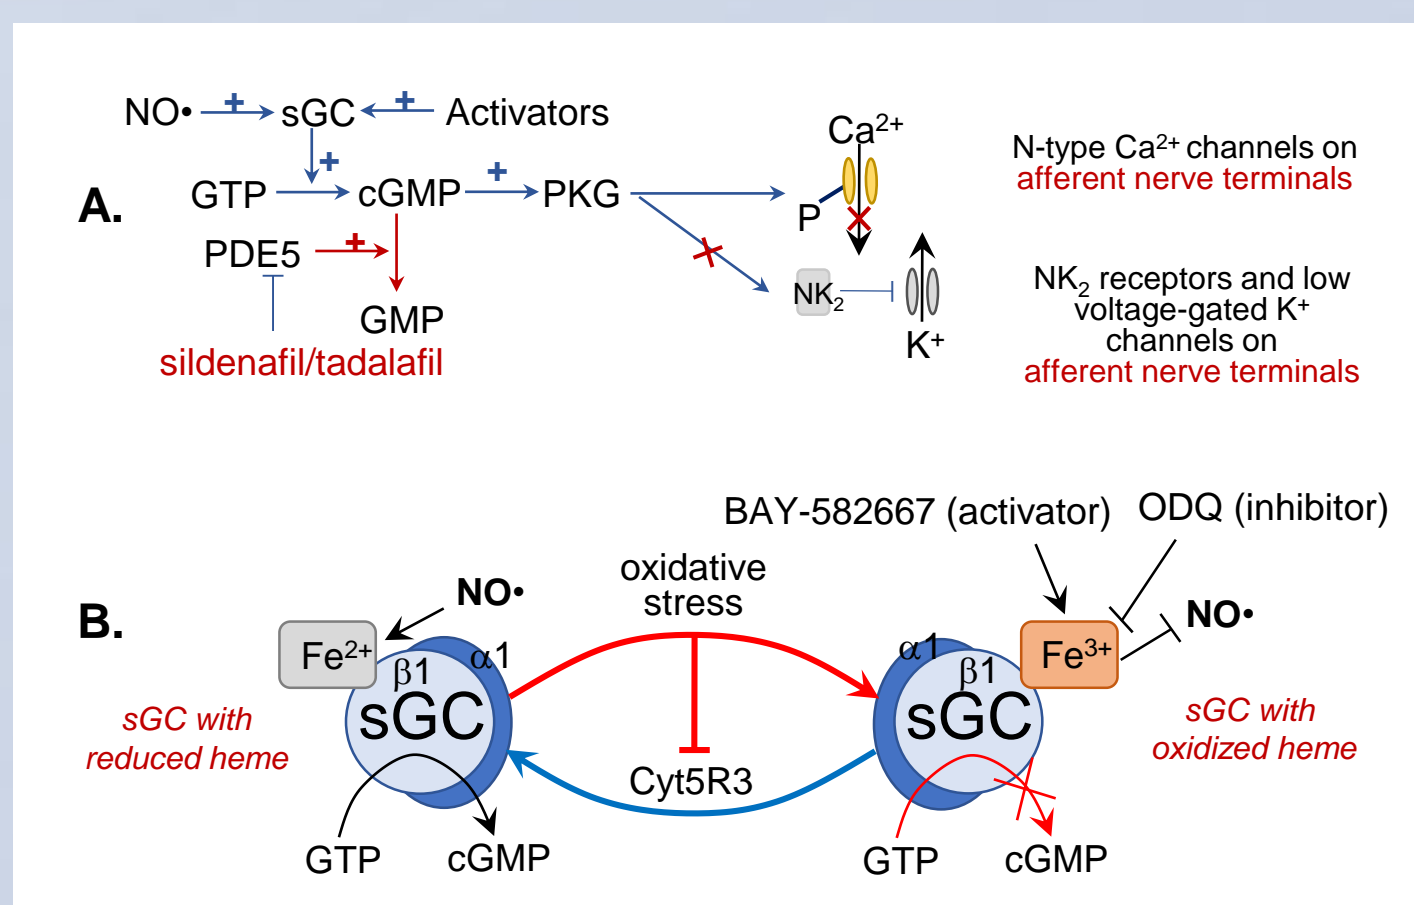 A.
NO•
+
sGC
+
Activators
+
GTP
cGMP
+
PKG
PDE5
+
GMP
sildenafil/tadalafil
Ca²⁺
P
NK₂
K⁺
N-type Ca²⁺ channels on
afferent nerve terminals
NK₂ receptors and low
voltage-gated K⁺
channels on
afferent nerve terminals
B.
BAY-582667 (activator)
ODQ (inhibitor)
NO•
oxidative
stress
NO•
Fe²⁺
β1
α1
sGC
sGC with
reduced heme
GTP
cGMP
Cyt5R3
α1
β1
sGC
Fe³⁺
sGC with
oxidized heme
GTP
cGMP